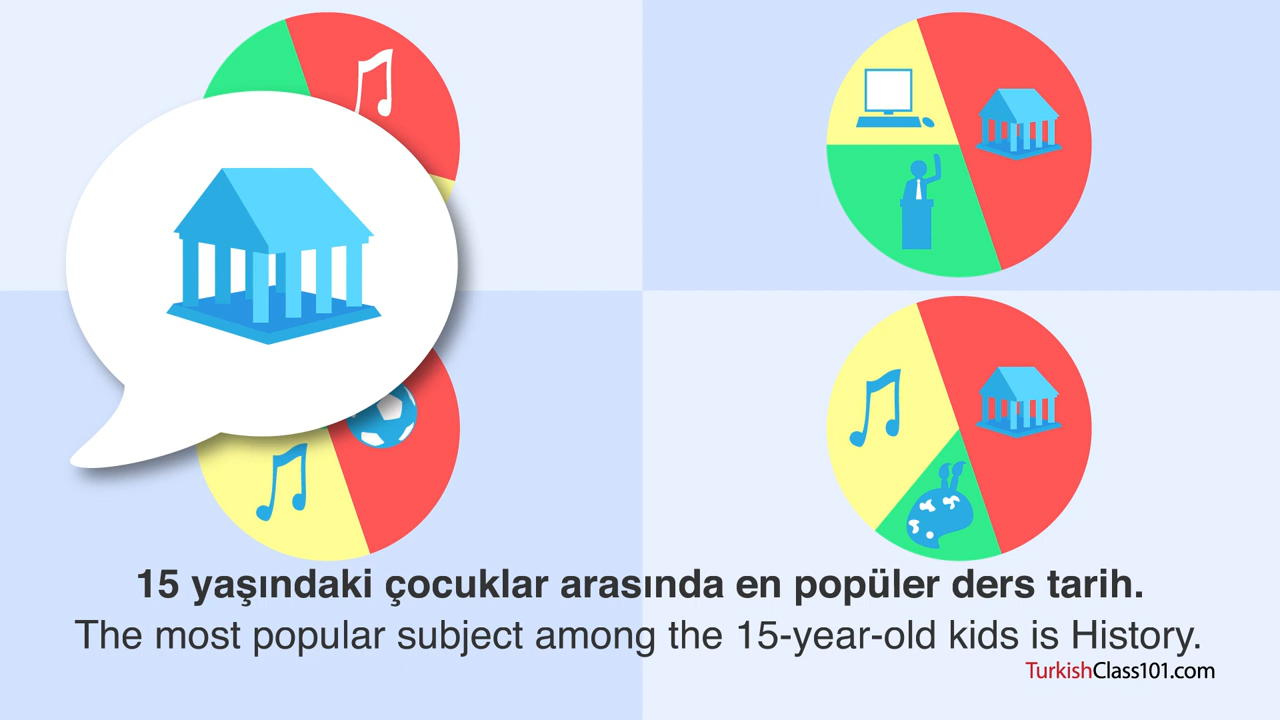 15 yaşındaki çocuklar arasında en popüler ders tarih.
The most popular subject among the 15-year-old kids is History.
TurkishClass101.com